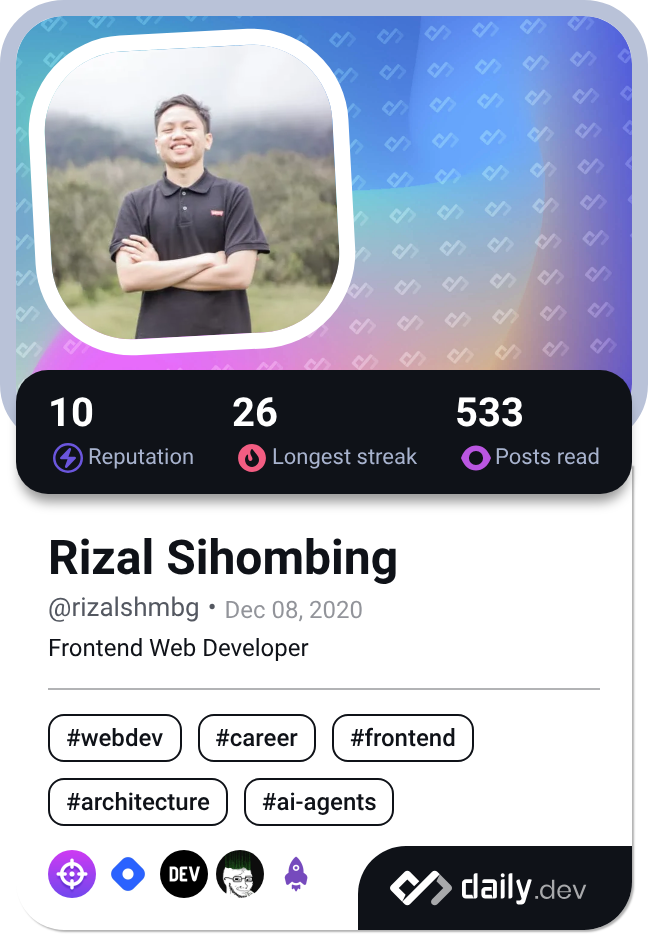 10 26 533
Reputation Longest streak Posts read
Rizal Sihombing
@rizalshmbg • Dec 08, 2020
Frontend Web Developer
#webdev #career #frontend
#architecture #ai-agents
DEV
daily.dev